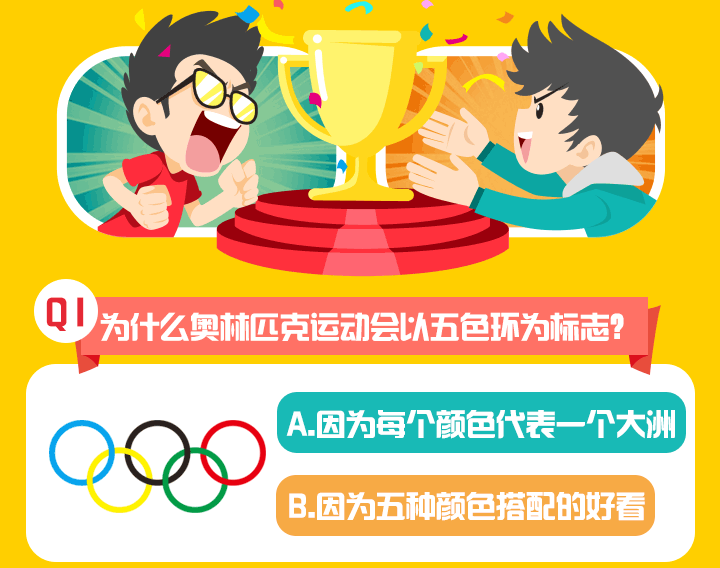 Q1
为什么奥林匹克运动会以五色环为标志?
A.因为每个颜色代表一个大洲
B.因为五种颜色搭配的好看